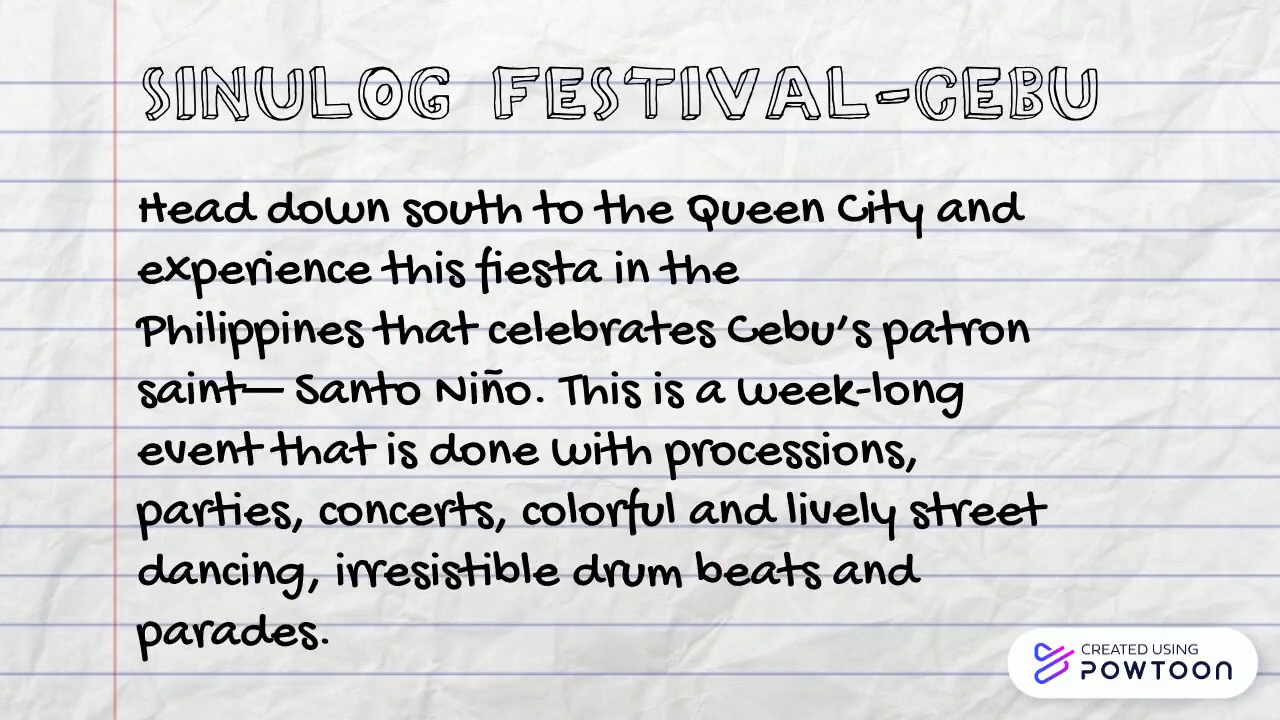 SINULOG FESTIVAL-CEBU
Head down south to the Queen City and
experience this fiesta in the
Philippines that celebrates Cebu's patron
saint— Santo Niño. This is a week-long
event that is done with processions,
parties, concerts, colorful and lively street
dancing, irresistible drum beats and
parades.
CREATED USING
POWTOON